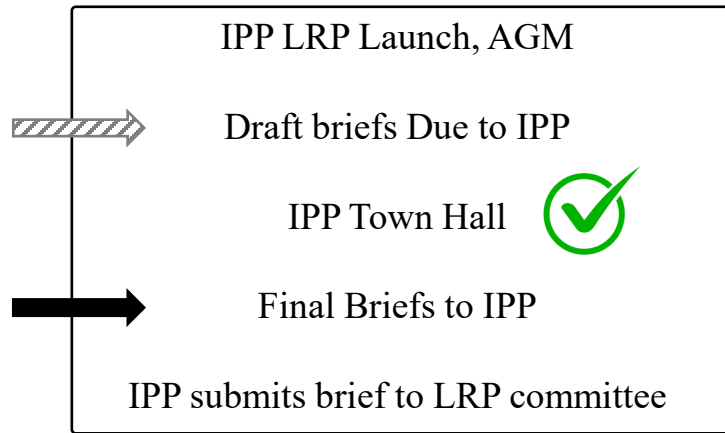 IPP LRP Launch, AGM
Draft briefs Due to IPP
IPP Town Hall
Final Briefs to IPP
IPP submits brief to LRP committee